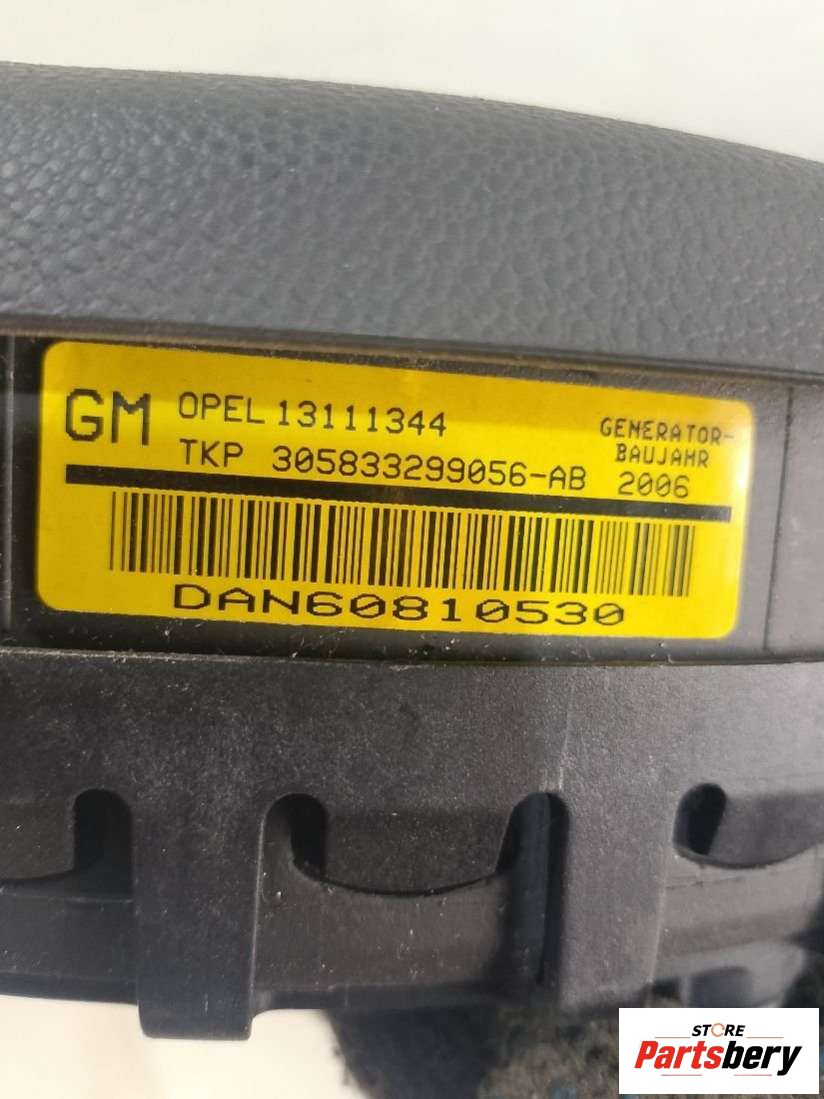 GM OPEL 13111344
TKP 305833299056-AB
GENERATOR-
BAUJAHR
2006
DAN60810530
STORE
Partsbery